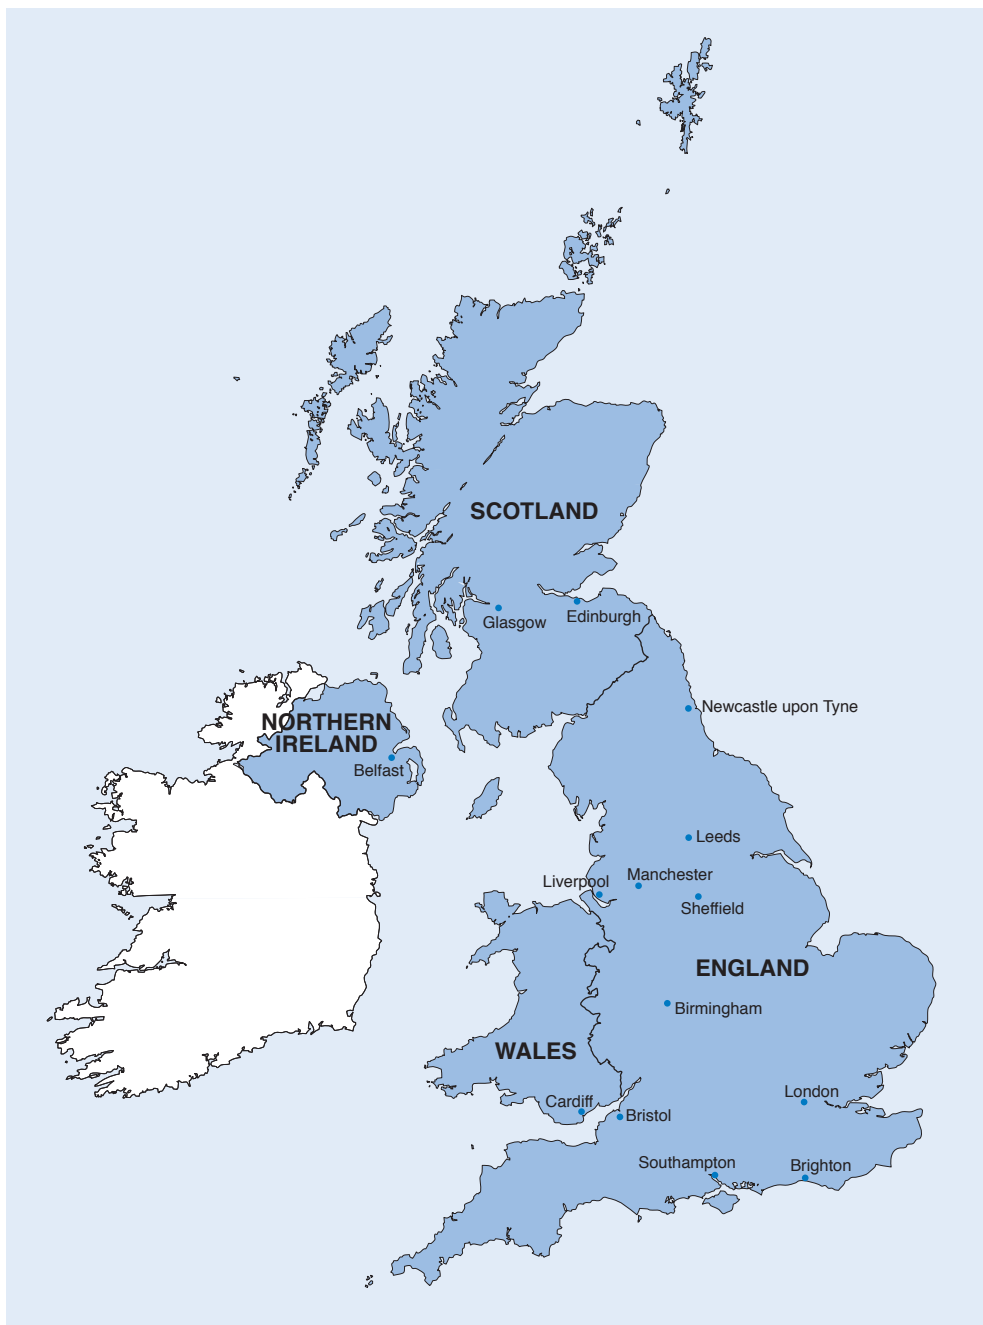 SCOTLAND
Glasgow
Edinburgh
Newcastle upon Tyne
NORTHERN
IRELAND
Belfast
Leeds
Manchester
Liverpool
Sheffield
ENGLAND
Birmingham
WALES
London
Cardiff
Bristol
Southampton
Brighton